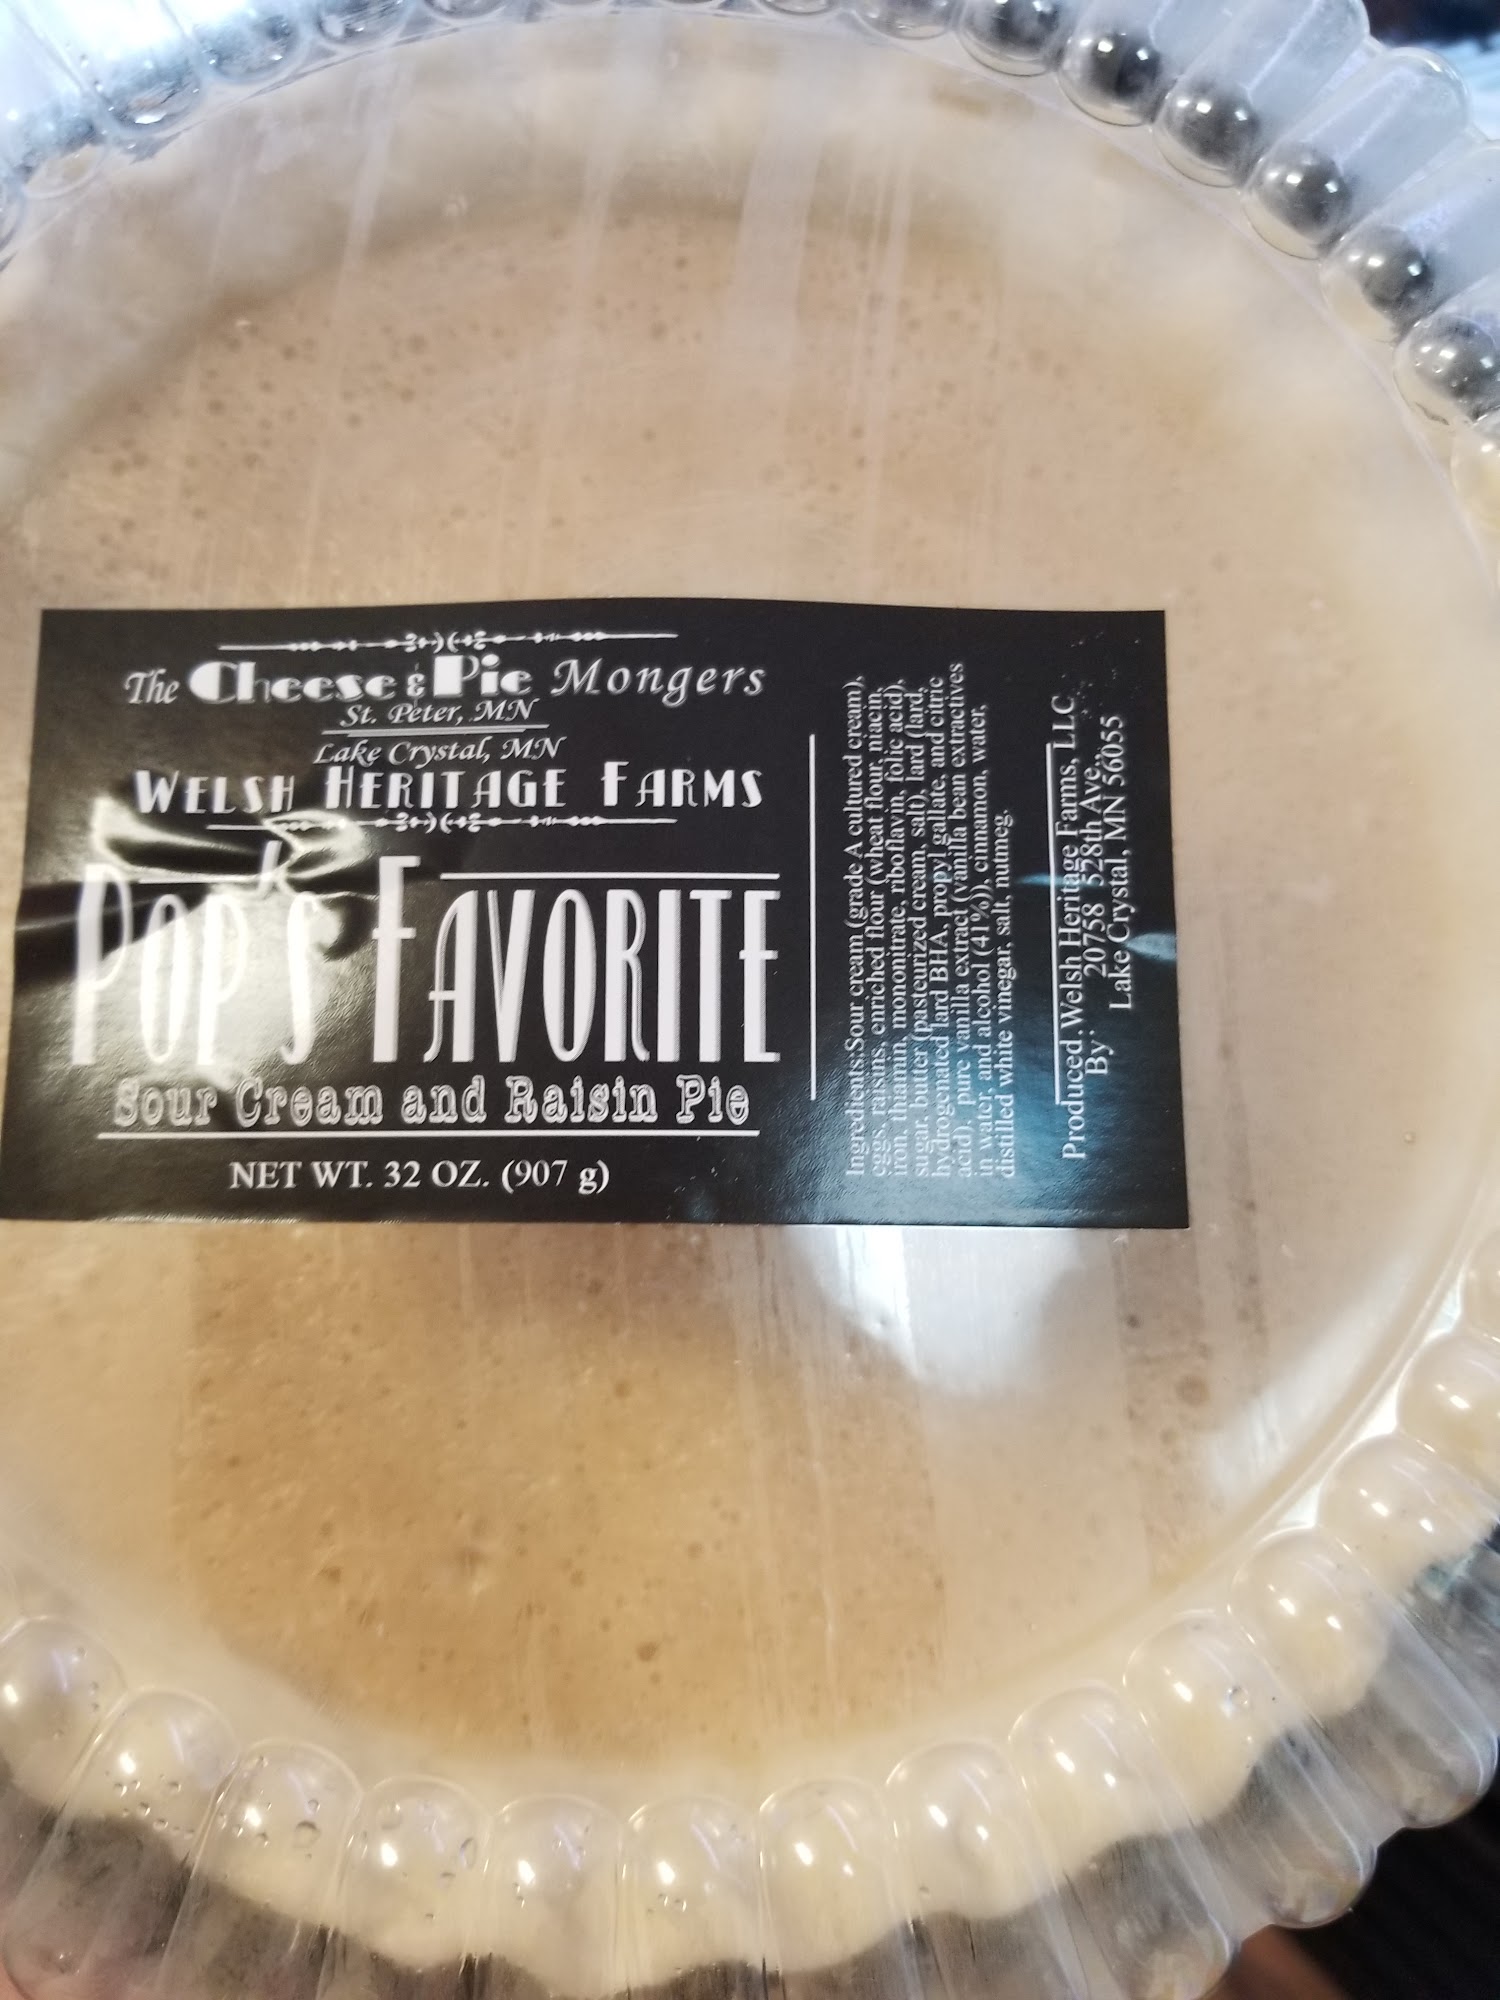 The Cheese & Pie Mongers
St. Peter, MN
Lake Crystal, MN
WELSH HERITAGE FARMS
POP'S FAVORITE
Sour Cream and Raisin Pie
NET WT. 32 OZ. (907 g)
Ingredients:Sour cream (grade A cultured cream),
eggs, raisins, enriched flour (wheat flour, niacin,
iron, thiamin, mononitrate, riboflavin, folic acid),
sugar, butter (pasteurized cream, salt), lard (lard,
hydrogenated lard BHA, propyl gallate, and citric
acid), pure vanilla extract (vanilla bean extractives
in water, and alcohol (41%)), cinnamon, water,
distilled white vinegar, salt, nutmeg.
Produced: Welsh Heritage Farms, LLC
By: 20758 528th Ave.,
Lake Crystal, MN 56055